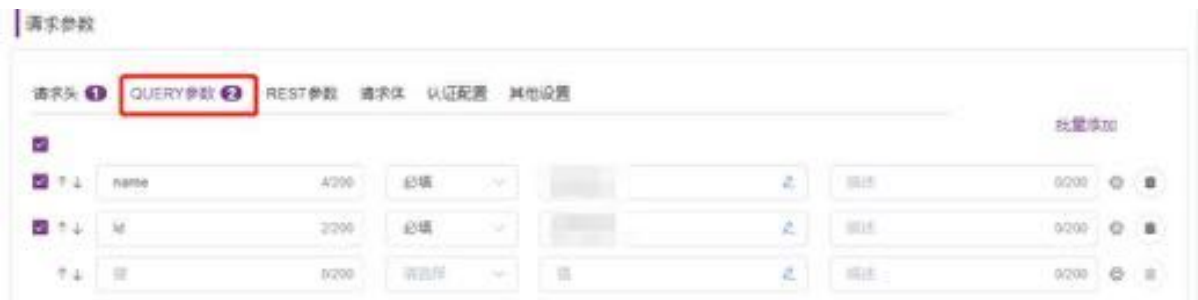 请求参数
请求头 1 QUERY参数 2 REST参数 请求体 认证配置 其他设置
批量添加
name 4/200 必填 描述 0/200
id 2/200 必填 描述 0/200
键 0/200 请选择 值 描述 0/200